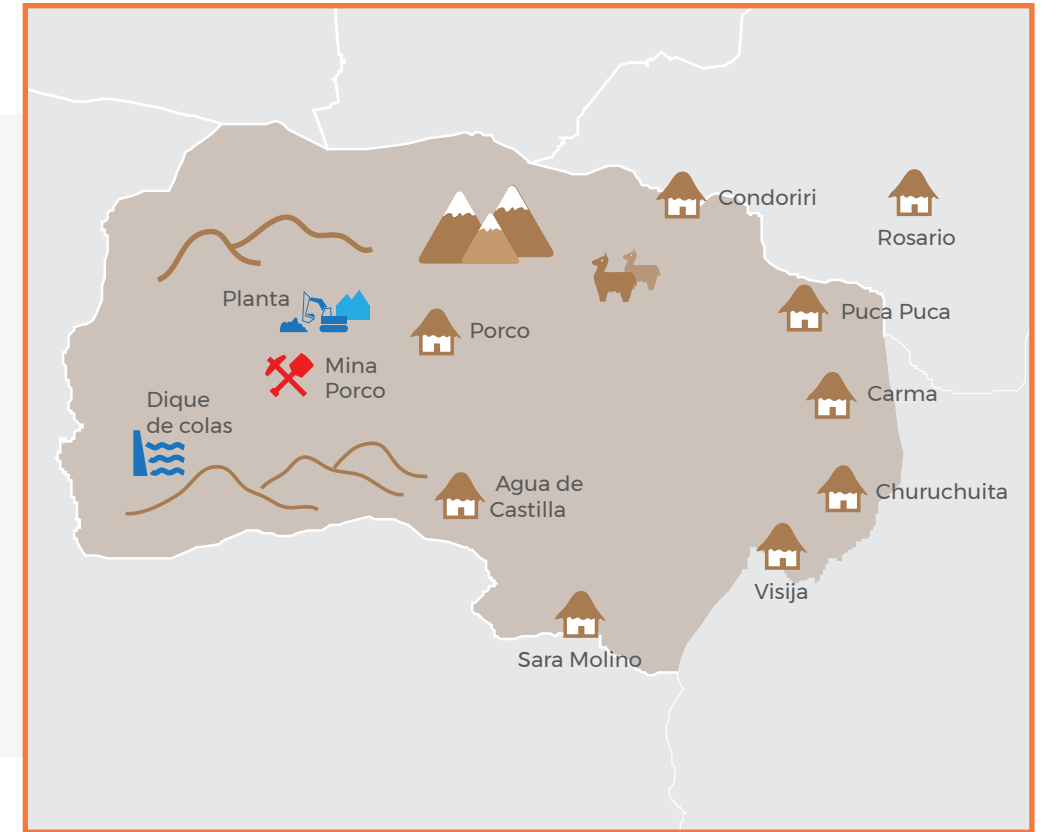 Condoriri
Rosario
Planta
Puca Puca
Porco
Mina
Porco
Carma
Dique
de colas
Agua de
Castilla
Churuchuita
Visija
Sara Molino